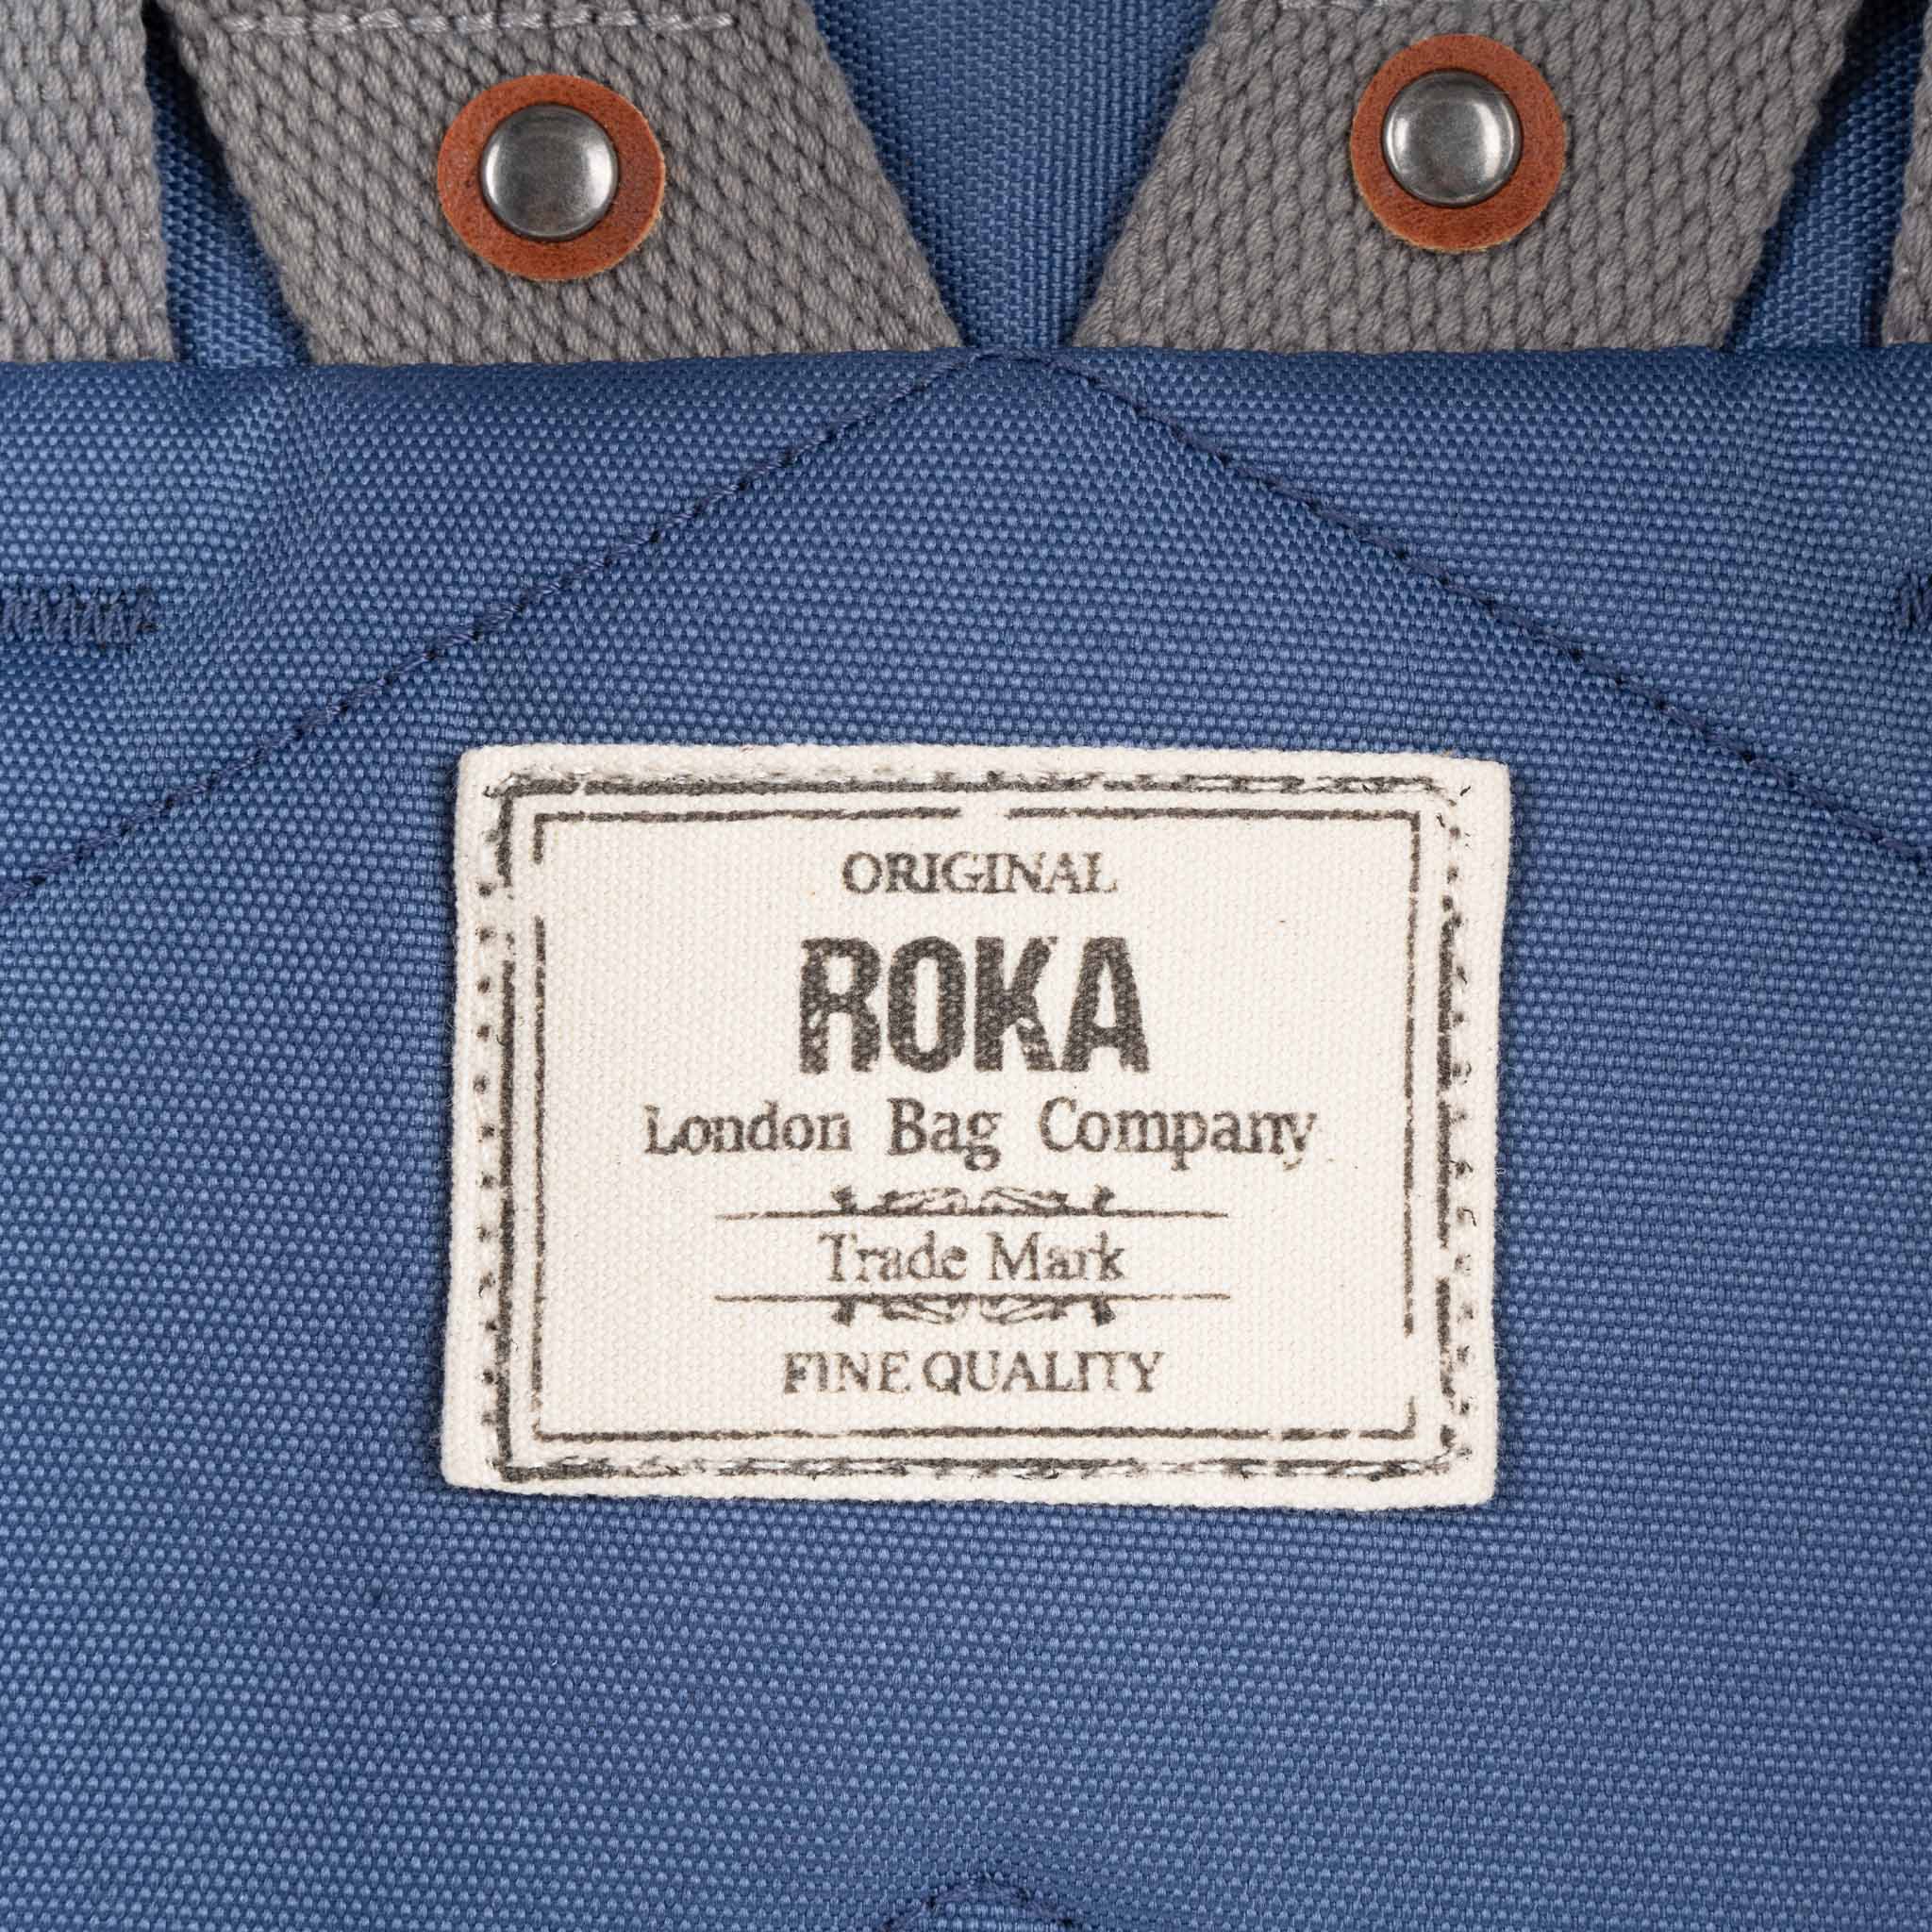 ORIGINAL
ROKA
London Bag Company
Trade Mark
FINE QUALITY